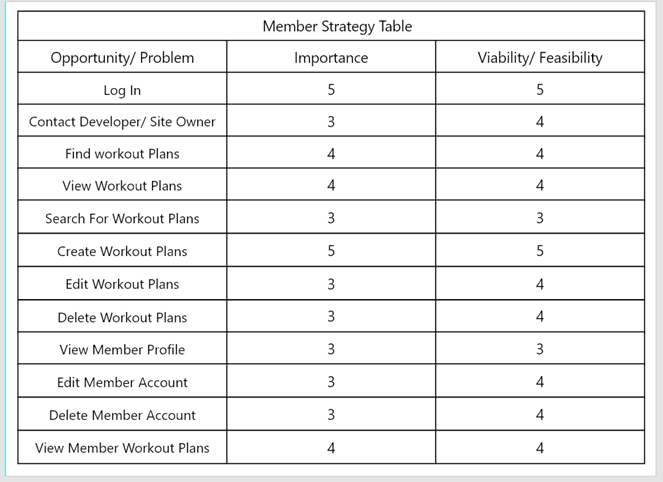 Member Strategy Table
Opportunity/ Problem Importance Viability/ Feasibility
Log In 5 5
Contact Developer/ Site Owner 3 4
Find workout Plans 4 4
View Workout Plans 4 4
Search For Workout Plans 3 3
Create Workout Plans 5 5
Edit Workout Plans 3 4
Delete Workout Plans 3 4
View Member Profile 3 3
Edit Member Account 3 4
Delete Member Account 3 4
View Member Workout Plans 4 4